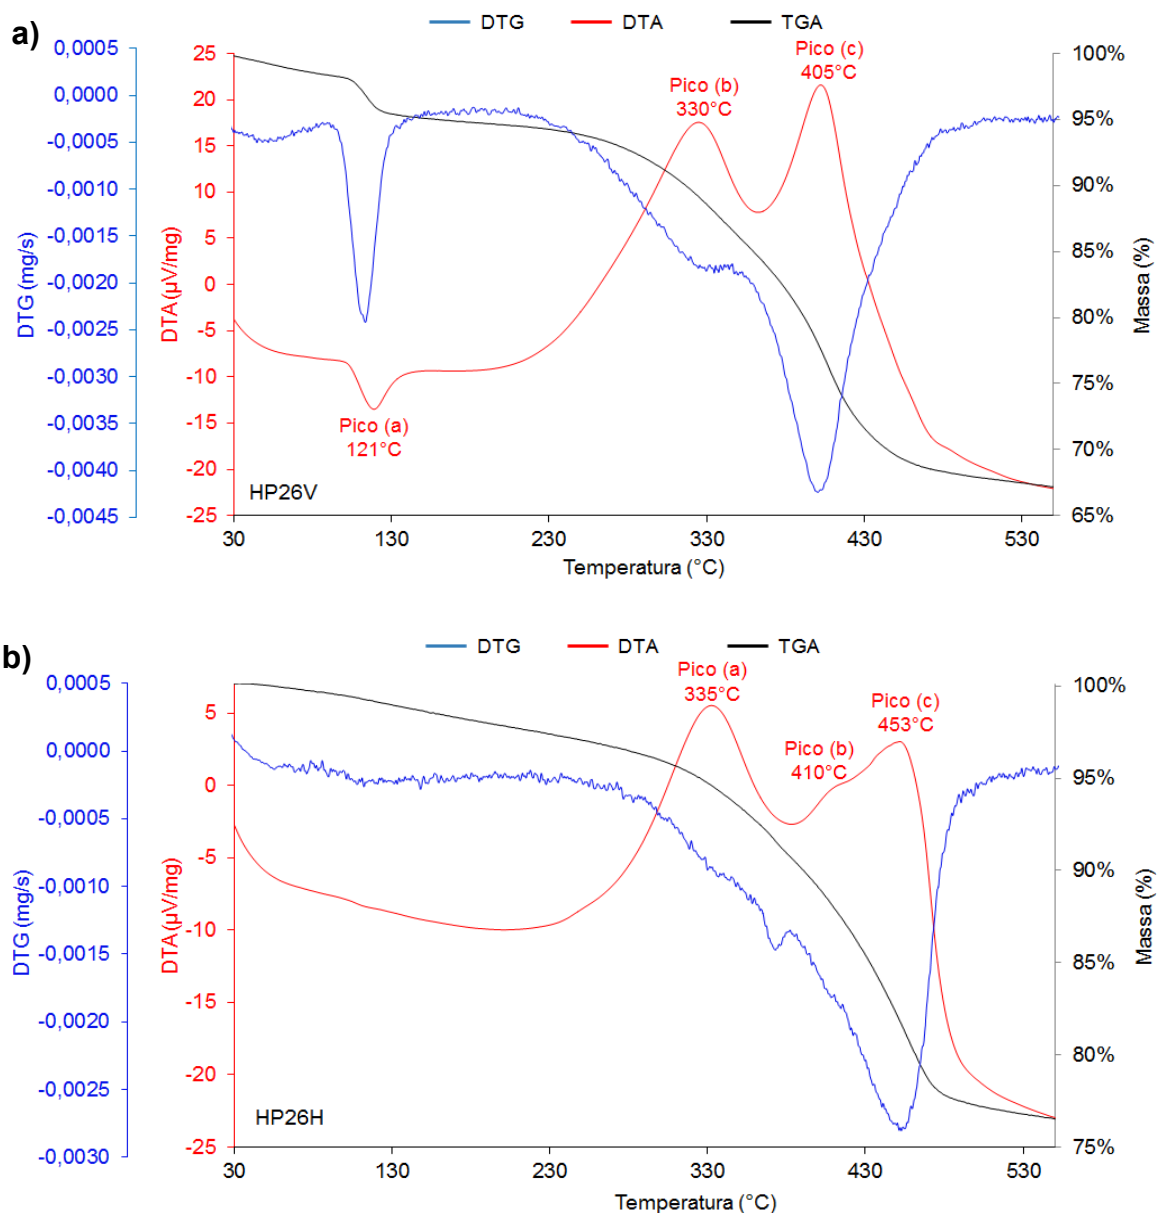 a)
DTG DTA TGA
0,0005
0,0000
-0,0005
-0,0010
-0,0015
-0,0020
-0,0025
-0,0030
-0,0035
-0,0040
-0,0045
DTG (mg/s)
25
20
15
10
5
0
-5
-10
-15
-20
-25
DTA (µV/mg)
Pico (a)
121°C
Pico (b)
330°C
Pico (c)
405°C
HP26V
100%
95%
90%
85%
80%
75%
70%
65%
Massa (%)
30 130 230 330 430 530
Temperatura (°C)
b)
DTG DTA TGA
0,0005
0,0000
-0,0005
-0,0010
-0,0015
-0,0020
-0,0025
-0,0030
DTG (mg/s)
5
0
-5
-10
-15
-20
-25
DTA (µV/mg)
Pico (a)
335°C
Pico (b)
410°C
Pico (c)
453°C
HP26H
100%
95%
90%
85%
80%
75%
Massa (%)
30 130 230 330 430 530
Temperatura (°C)